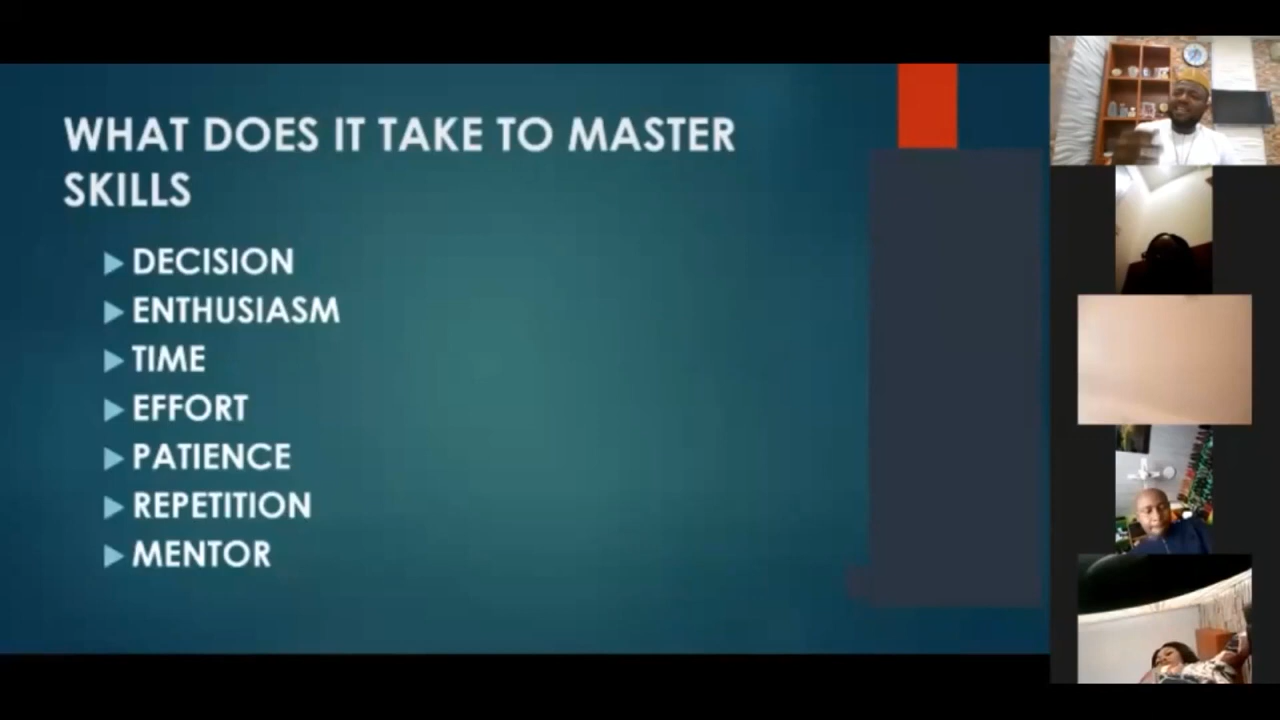 WHAT DOES IT TAKE TO MASTER
SKILLS
DECISION
ENTHUSIASM
TIME
EFFORT
PATIENCE
REPETITION
MENTOR